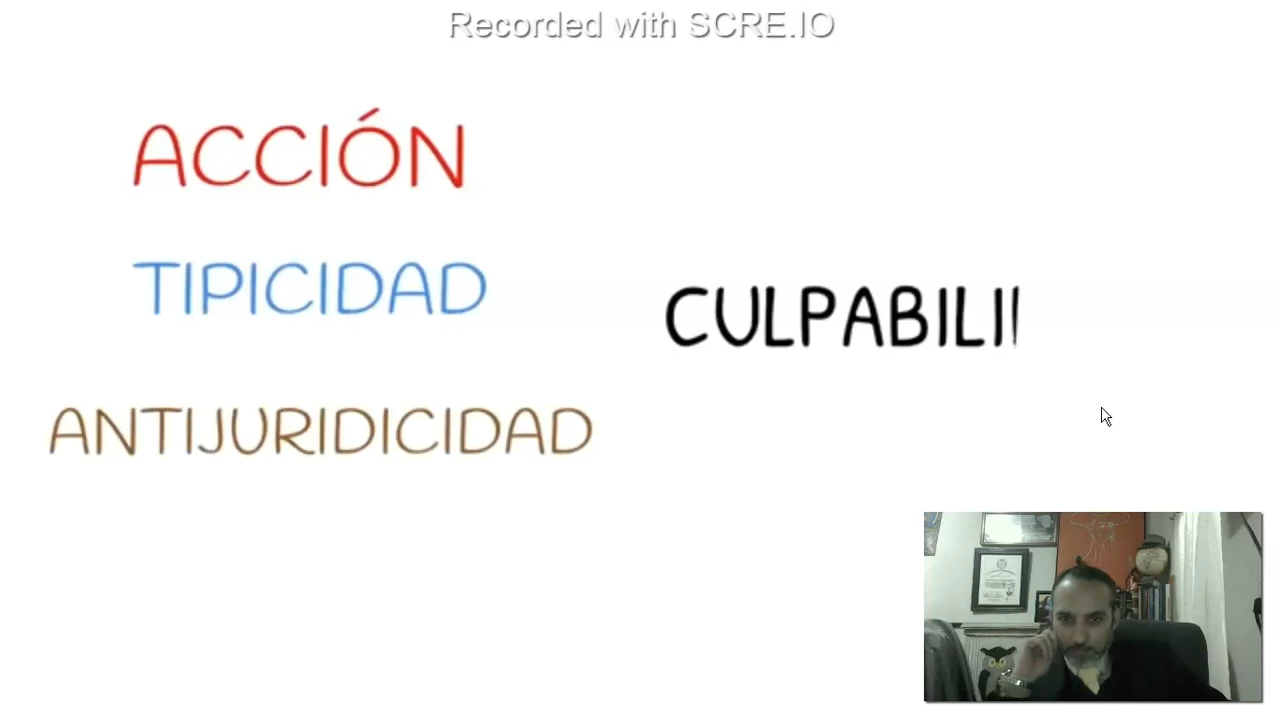 Recorded with SCRE.IO
ACCIÓN
TIPICIDAD
ANTIJURIDICIDAD
CULPABILI